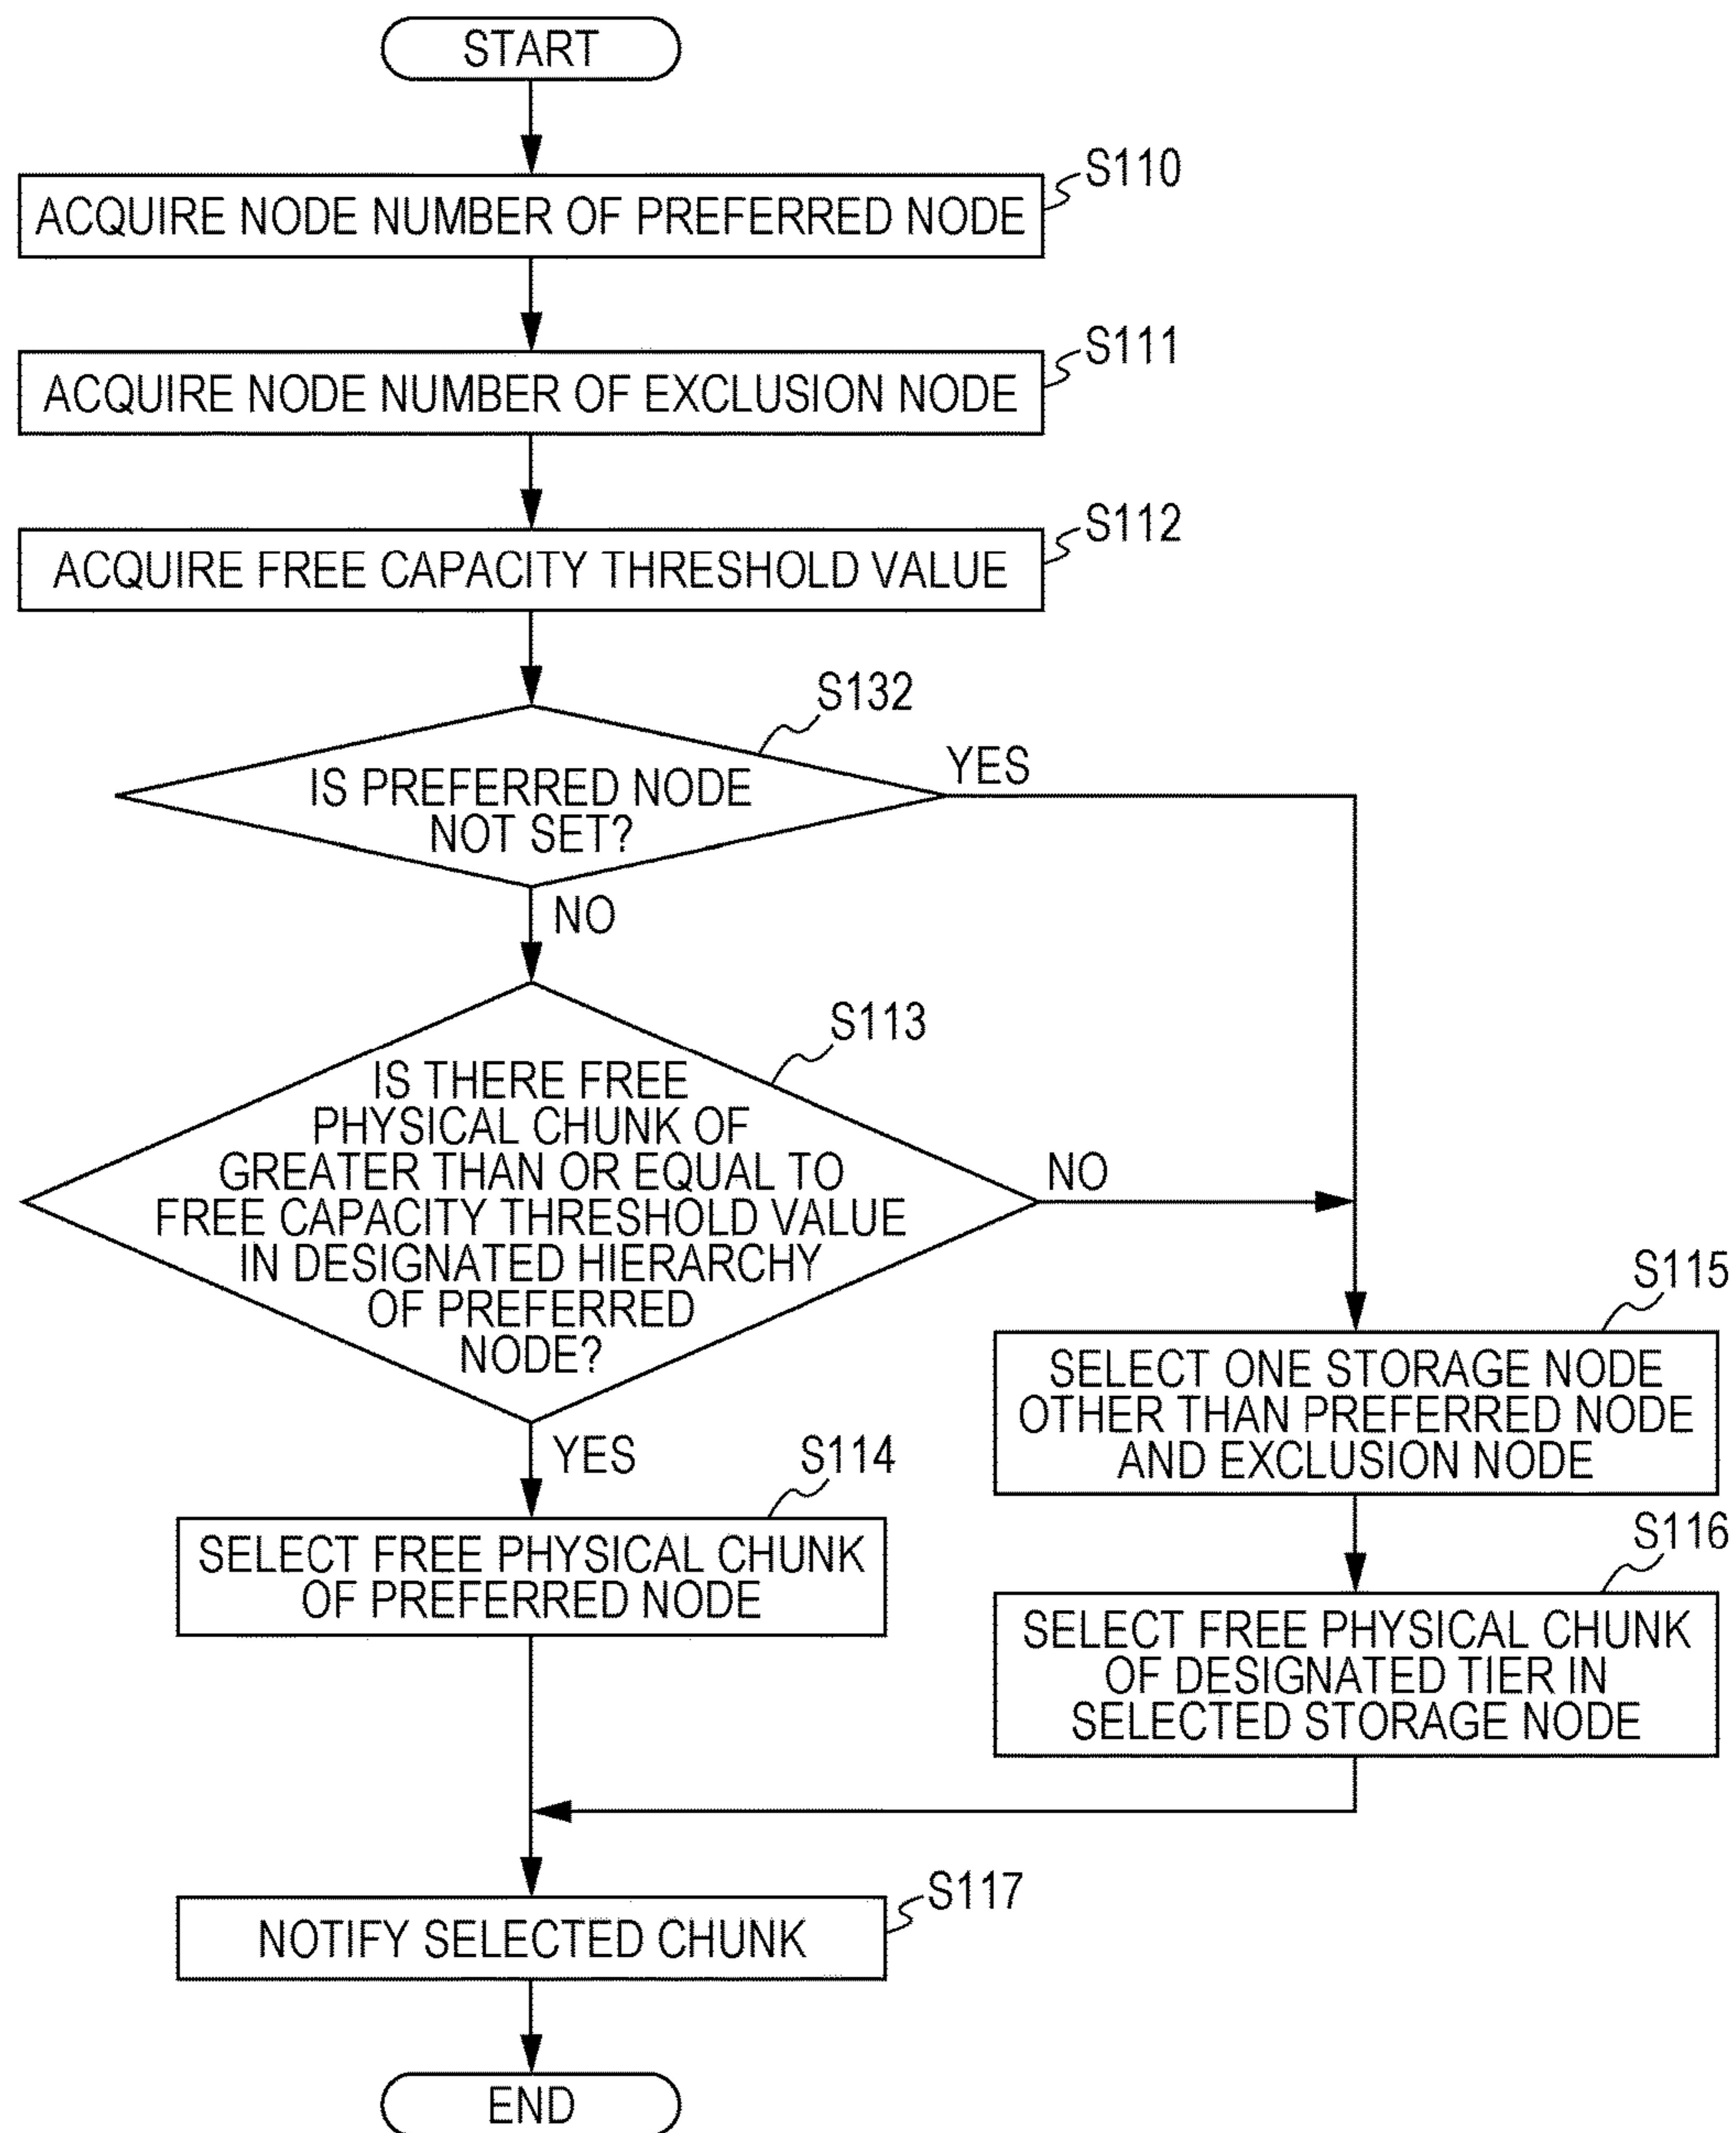 START
S110
ACQUIRE NODE NUMBER OF PREFERRED NODE
S111
ACQUIRE NODE NUMBER OF EXCLUSION NODE
S112
ACQUIRE FREE CAPACITY THRESHOLD VALUE
S132
IS PREFERRED NODE
NOT SET?
YES
NO
S113
IS THERE FREE
PHYSICAL CHUNK OF
GREATER THAN OR EQUAL TO
FREE CAPACITY THRESHOLD VALUE
IN DESIGNATED HIERARCHY
OF PREFERRED
NODE?
NO
YES
S114
SELECT FREE PHYSICAL CHUNK
OF PREFERRED NODE
S115
SELECT ONE STORAGE NODE
OTHER THAN PREFERRED NODE
AND EXCLUSION NODE
S116
SELECT FREE PHYSICAL CHUNK
OF DESIGNATED TIER IN
SELECTED STORAGE NODE
S117
NOTIFY SELECTED CHUNK
END